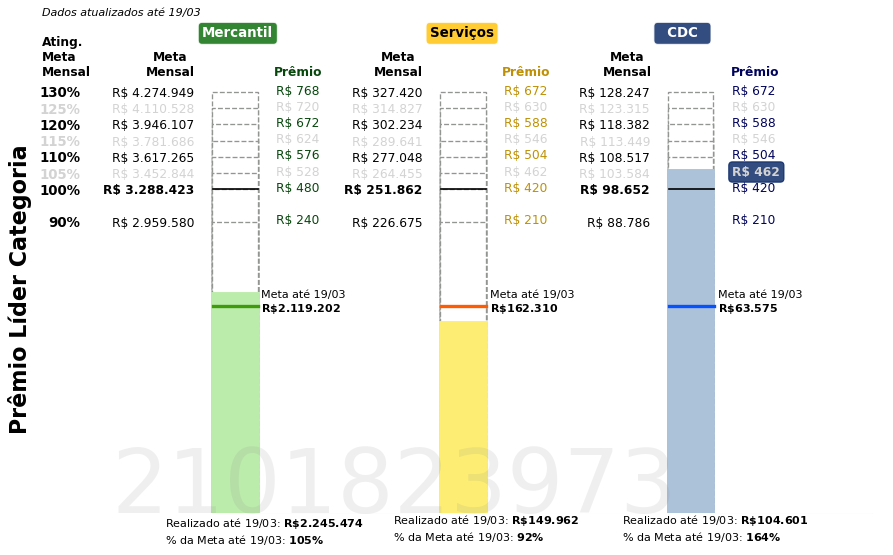 Dados atualizados até 19/03
Mercantil Serviços CDC
Ating. Meta Mensal Meta Mensal Prêmio Meta Mensal Prêmio Meta Mensal Prêmio
130% R$ 4.274.949 R$ 768 R$ 327.420 R$ 672 R$ 128.247 R$ 672
125% R$ 4.110.528 R$ 720 R$ 314.827 R$ 630 R$ 123.315 R$ 630
120% R$ 3.946.107 R$ 672 R$ 302.234 R$ 588 R$ 118.382 R$ 588
115% R$ 3.781.686 R$ 624 R$ 289.641 R$ 546 R$ 113.449 R$ 546
110% R$ 3.617.265 R$ 576 R$ 277.048 R$ 504 R$ 108.517 R$ 504
105% R$ 3.452.844 R$ 528 R$ 264.455 R$ 462 R$ 103.584 R$ 462
100% R$ 3.288.423 R$ 480 R$ 251.862 R$ 420 R$ 98.652 R$ 420
90% R$ 2.959.580 R$ 240 R$ 226.675 R$ 210 R$ 88.786 R$ 210
Meta até 19/03 Meta até 19/03 Meta até 19/03
R$2.119.202 R$162.310 R$63.575
Prêmio Líder Categoria
2101823973
Realizado até 19/03: R$2.245.474 Realizado até 19/03: R$149.962 Realizado até 19/03: R$104.601
% da Meta até 19/03: 105% % da Meta até 19/03: 92% % da Meta até 19/03: 164%